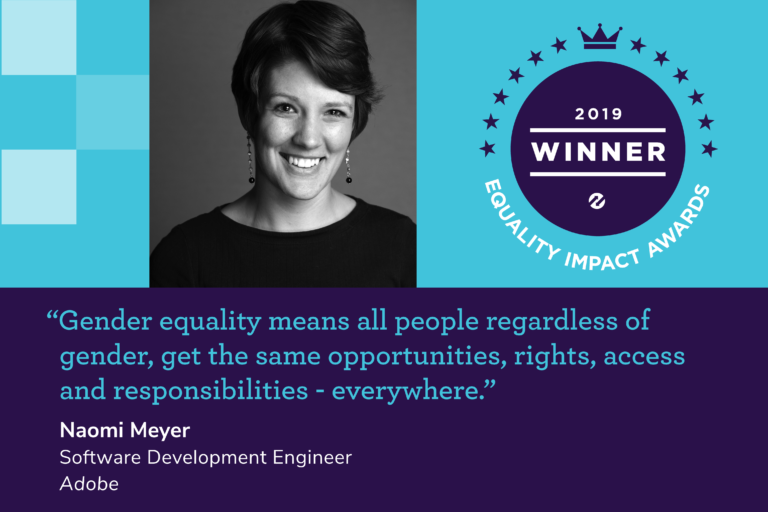 2019
WINNER
EQUALITY IMPACT AWARDS
“Gender equality means all people regardless of
gender, get the same opportunities, rights, access
and responsibilities - everywhere.”
Naomi Meyer
Software Development Engineer
Adobe